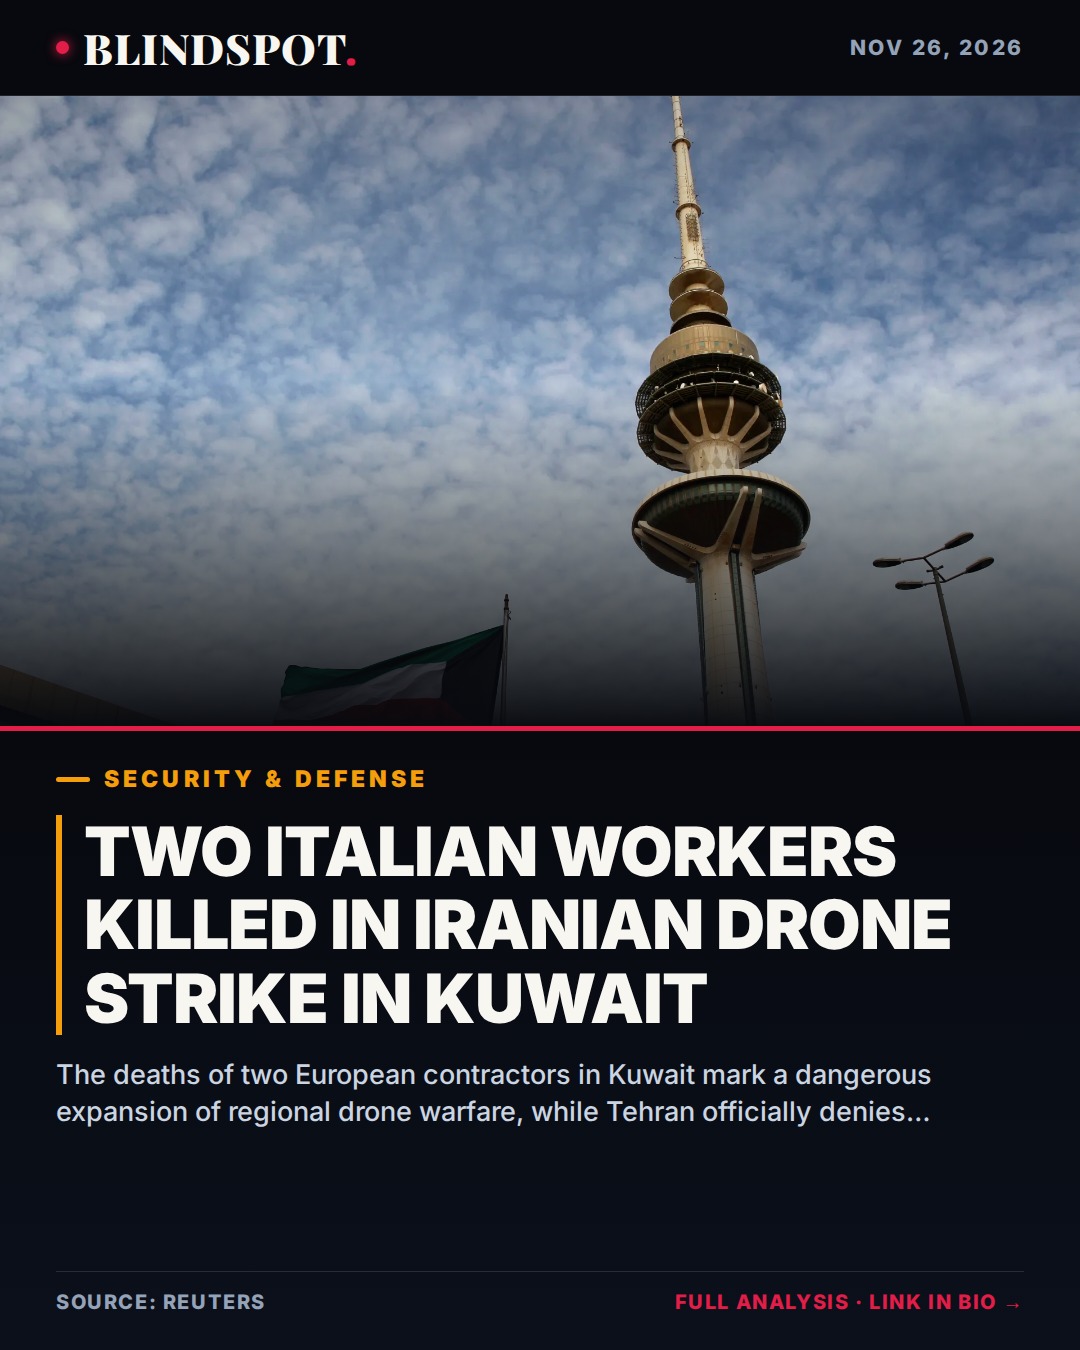 BLINDSPOT.
NOV 26, 2026
SECURITY & DEFENSE
TWO ITALIAN WORKERS
KILLED IN IRANIAN DRONE
STRIKE IN KUWAIT
The deaths of two European contractors in Kuwait mark a dangerous
expansion of regional drone warfare, while Tehran officially denies...
SOURCE: REUTERS
FULL ANALYSIS · LINK IN BIO →